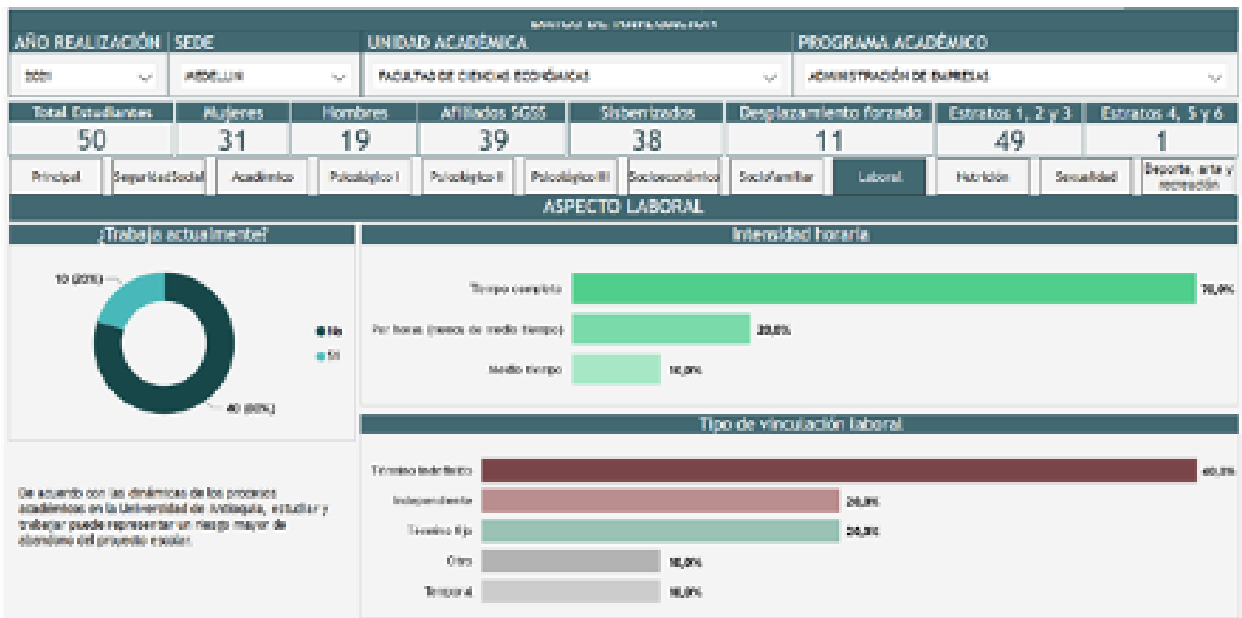 AÑO REALIZACIÓN SEDE UNIDAD ACADÉMICA PROGRAMA ACADÉMICO
MEDELLIN FACULTAD DE CIENCIAS ECONÓMICAS ADMINISTRACIÓN DE EMPRESAS
Total Estudiantes Mujeres Hombres Afiliados SGSS Sisbenizados Desplazamiento forzado Estratos 1, 2 y 3 Estratos 4, 5 y 6
50 31 19 39 38 11 49 1
Principal Seguridad Social Académico Psicológico I Psicológico II Psicológico III Socioeconómico Sociofamiliar Laboral Nutrición Sexualidad Deporte, arte y
recreación
ASPECTO LABORAL
¿Trabaja actualmente?
10 (20%)
No
Sí
40 (80%)
Intensidad horaria
Tiempo completo 70,0%
Por horas (menos de medio tiempo) 20,0%
Medio tiempo 10,0%
Tipo de vinculación laboral
Término Indefinido 40,0%
Independiente 20,0%
Término fijo 20,0%
Otro 10,0%
Temporal 10,0%
De acuerdo con las dinámicas de los procesos
académicos en la Universidad de Antioquia, estudiar y
trabajar puede representar un riesgo mayor de
abandono del proyecto escolar.